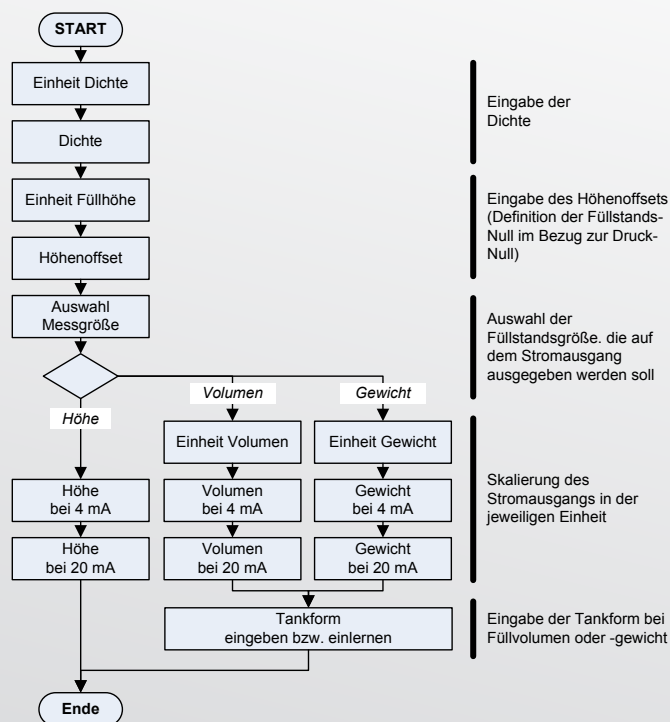 START
Einheit Dichte
Dichte
Eingabe der
Dichte
Einheit Füllhöhe
Höhenoffset
Eingabe des Höhenoffsets
(Definition der Füllstands-
Null im Bezug zur Druck-
Null)
Auswahl
Messgröße
Auswahl der
Füllstandsgröße. die auf
dem Stromausgang
ausgegeben werden soll
Höhe
Volumen
Gewicht
Einheit Volumen
Einheit Gewicht
Höhe
bei 4 mA
Volumen
bei 4 mA
Gewicht
bei 4 mA
Höhe
bei 20 mA
Volumen
bei 20 mA
Gewicht
bei 20 mA
Skalierung des
Stromausgangs in der
jeweiligen Einheit
Tankform
eingeben bzw. einlernen
Eingabe der Tankform bei
Füllvolumen oder -gewicht
Ende